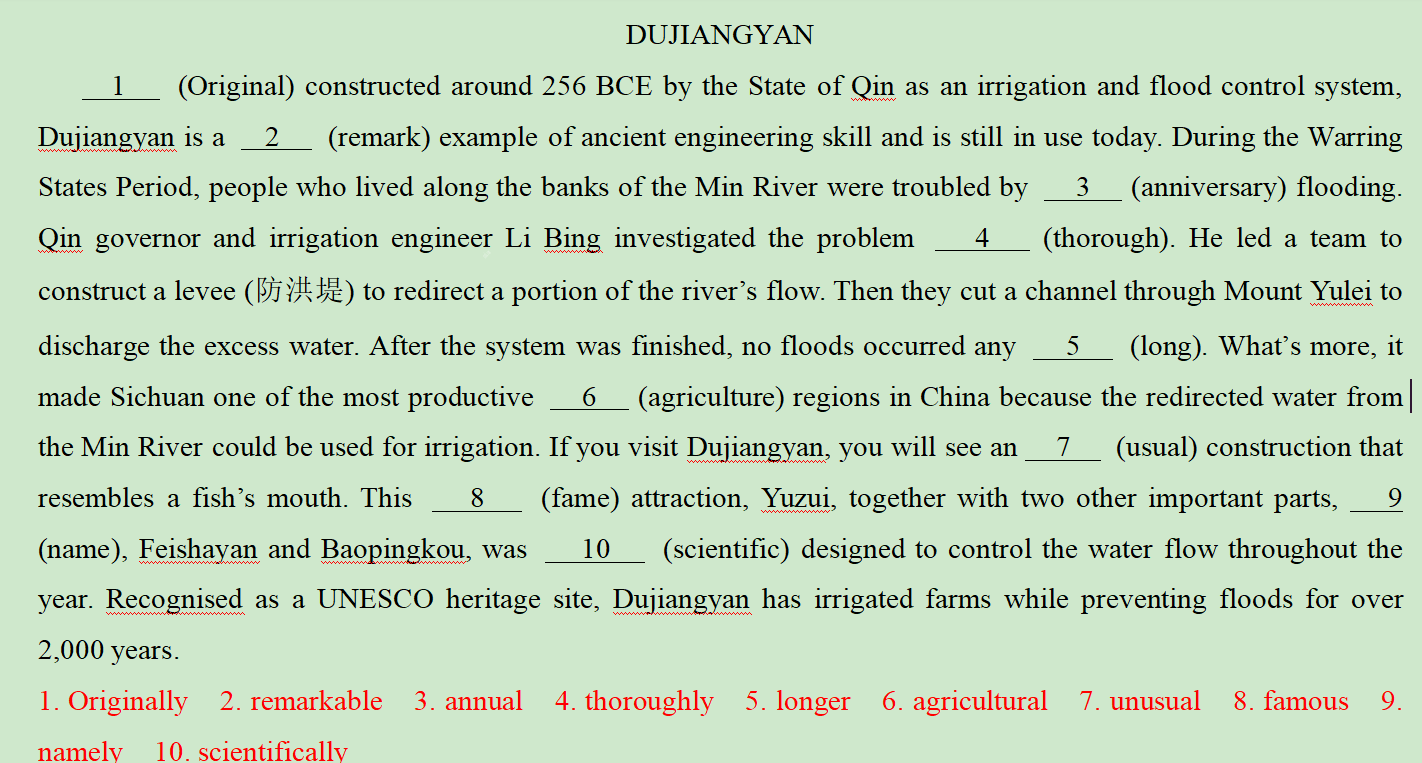 DUJIANGYAN
1 (Original) constructed around 256 BCE by the State of Qin as an irrigation and flood control system,
Dujiangyan is a 2 (remark) example of ancient engineering skill and is still in use today. During the Warring
States Period, people who lived along the banks of the Min River were troubled by 3 (anniversary) flooding.
Qin governor and irrigation engineer Li Bing investigated the problem 4 (thorough). He led a team to
construct a levee (防洪堤) to redirect a portion of the river’s flow. Then they cut a channel through Mount Yulei to
discharge the excess water. After the system was finished, no floods occurred any 5 (long). What’s more, it
made Sichuan one of the most productive 6 (agriculture) regions in China because the redirected water from
the Min River could be used for irrigation. If you visit Dujiangyan, you will see an 7 (usual) construction that
resembles a fish’s mouth. This 8 (fame) attraction, Yuzui, together with two other important parts, 9
(name), Feishayan and Baopingkou, was 10 (scientific) designed to control the water flow throughout the
year. Recognised as a UNESCO heritage site, Dujiangyan has irrigated farms while preventing floods for over
2,000 years.
1. Originally 2. remarkable 3. annual 4. thoroughly 5. longer 6. agricultural 7. unusual 8. famous 9.
namely 10. scientifically